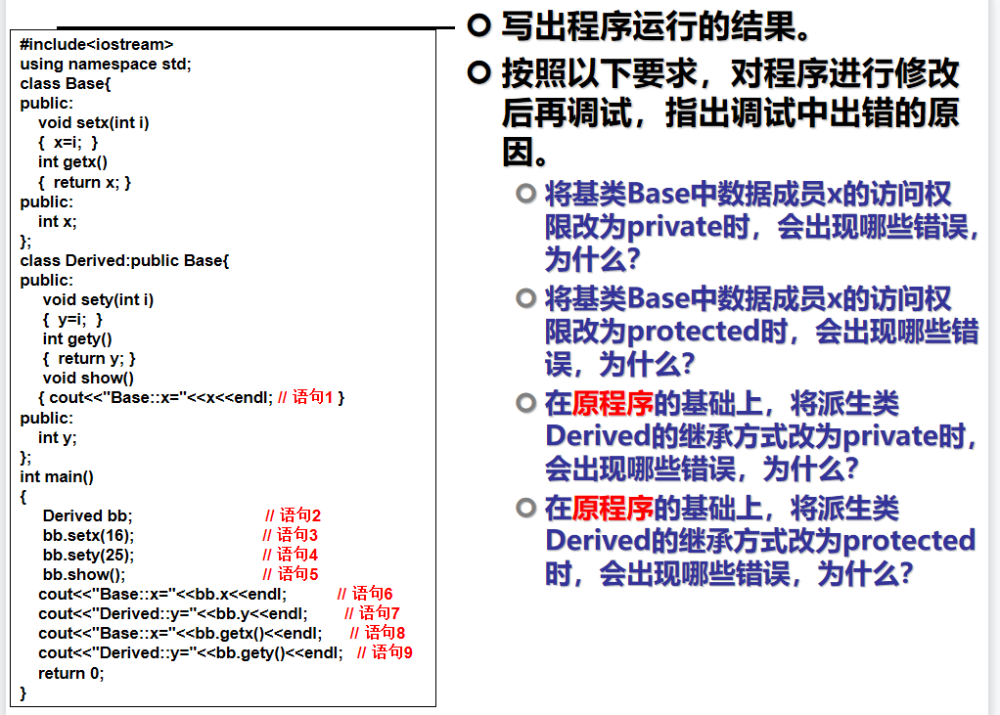 #include<iostream>
using namespace std;
class Base{
public:
void setx(int i)
{ x=i; }
int getx()
{ return x; }
public:
int x;
};
class Derived:public Base{
public:
void sety(int i)
{ y=i; }
int gety()
{ return y; }
void show()
{ cout<<"Base::x="<<x<<endl; // 语句1 }
public:
int y;
};
int main()
{
Derived bb; // 语句2
bb.setx(16); // 语句3
bb.sety(25); // 语句4
bb.show(); // 语句5
cout<<"Base::x="<<bb.x<<endl; // 语句6
cout<<"Derived::y="<<bb.y<<endl; // 语句7
cout<<"Base::x="<<bb.getx()<<endl; // 语句8
cout<<"Derived::y="<<bb.gety()<<endl; // 语句9
return 0;
}
写出程序运行的结果。
按照以下要求，对程序进行修改
后再调试，指出调试中出错的原
因。
将基类Base中数据成员x的访问权
限改为private时，会出现哪些错误，
为什么？
将基类Base中数据成员x的访问权
限改为protected时，会出现哪些错
误，为什么？
在原程序的基础上，将派生类
Derived的继承方式改为private时，
会出现哪些错误，为什么？
在原程序的基础上，将派生类
Derived的继承方式改为protected
时，会出现哪些错误，为什么？